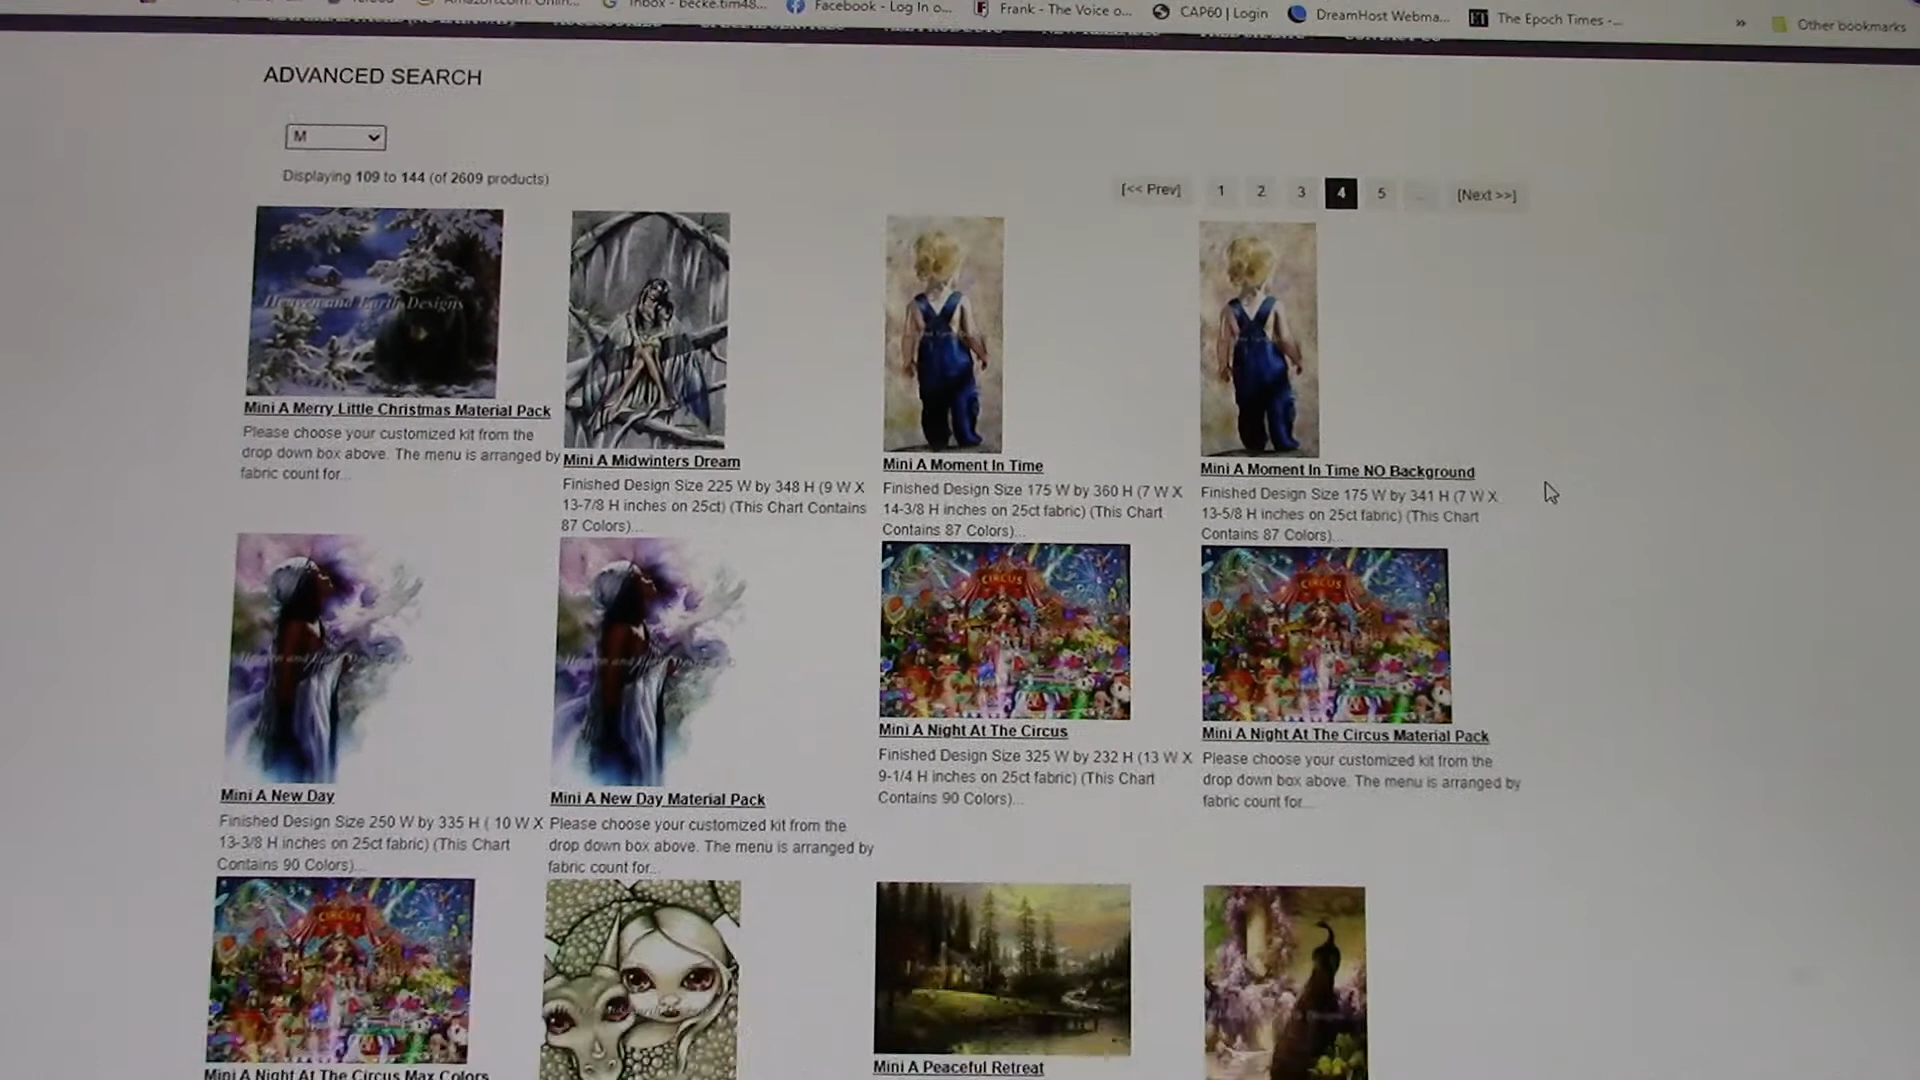 Inbox - becke.tim48...
Facebook - Log In o...
Frank - The Voice o...
CAP60 | Login
DreamHost Webma...
The Epoch Times -...
»
Other bookmarks
ADVANCED SEARCH
M
Displaying 109 to 144 (of 2609 products)
[<< Prev] 1 2 3 4 5 ... [Next >>]
Heaven and Earth Designs
Mini A Merry Little Christmas Material Pack
Please choose your customized kit from the
drop down box above. The menu is arranged by
fabric count for...
Mini A Midwinters Dream
Finished Design Size 225 W by 348 H (9 W X
13-7/8 H inches on 25ct) (This Chart Contains
87 Colors)...
Mini A Moment In Time
Finished Design Size 175 W by 360 H (7 W X
14-3/8 H inches on 25ct fabric) (This Chart
Contains 87 Colors)...
Mini A Moment In Time NO Background
Finished Design Size 175 W by 341 H (7 W X
13-5/8 H inches on 25ct fabric) (This Chart
Contains 87 Colors)...
Mini A New Day
Finished Design Size 250 W by 335 H ( 10 W X
13-3/8 H inches on 25ct fabric) (This Chart
Contains 90 Colors)...
Mini A New Day Material Pack
Please choose your customized kit from the
drop down box above. The menu is arranged by
fabric count for...
CIRCUS
Mini A Night At The Circus
Finished Design Size 325 W by 232 H (13 W X
9-1/4 H inches on 25ct fabric) (This Chart
Contains 90 Colors)...
CIRCUS
Mini A Night At The Circus Material Pack
Please choose your customized kit from the
drop down box above. The menu is arranged by
fabric count for...
CIRCUS
Mini A Night At The Circus Max Colors
Mini A Peaceful Retreat